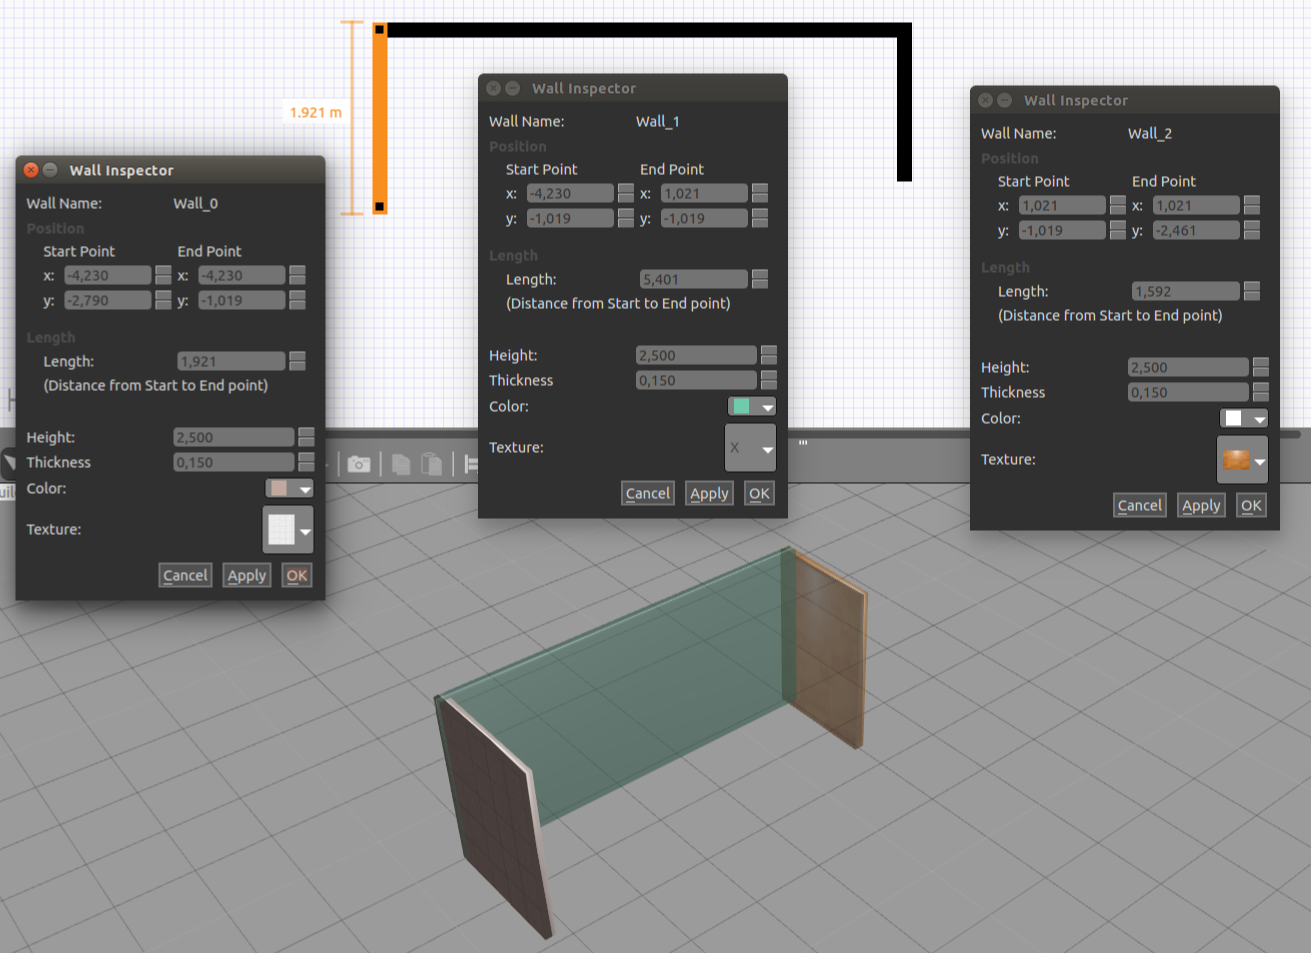 1.921 m
Wall Inspector
Wall Name: Wall_0
Position
Start Point End Point
x: -4,230 x: -4,230
y: -2,790 y: -1,019
Length
Length: 1,921
(Distance from Start to End point)
Height: 2,500
Thickness 0,150
Color:
Texture:
Cancel Apply OK
Wall Inspector
Wall Name: Wall_1
Position
Start Point End Point
x: -4,230 x: 1,021
y: -1,019 y: -1,019
Length
Length: 5,401
(Distance from Start to End point)
Height: 2,500
Thickness 0,150
Color:
Texture: X
Cancel Apply OK
Wall Inspector
Wall Name: Wall_2
Position
Start Point End Point
x: 1,021 x: 1,021
y: -1,019 y: -2,461
Length
Length: 1,592
(Distance from Start to End point)
Height: 2,500
Thickness 0,150
Color:
Texture:
Cancel Apply OK